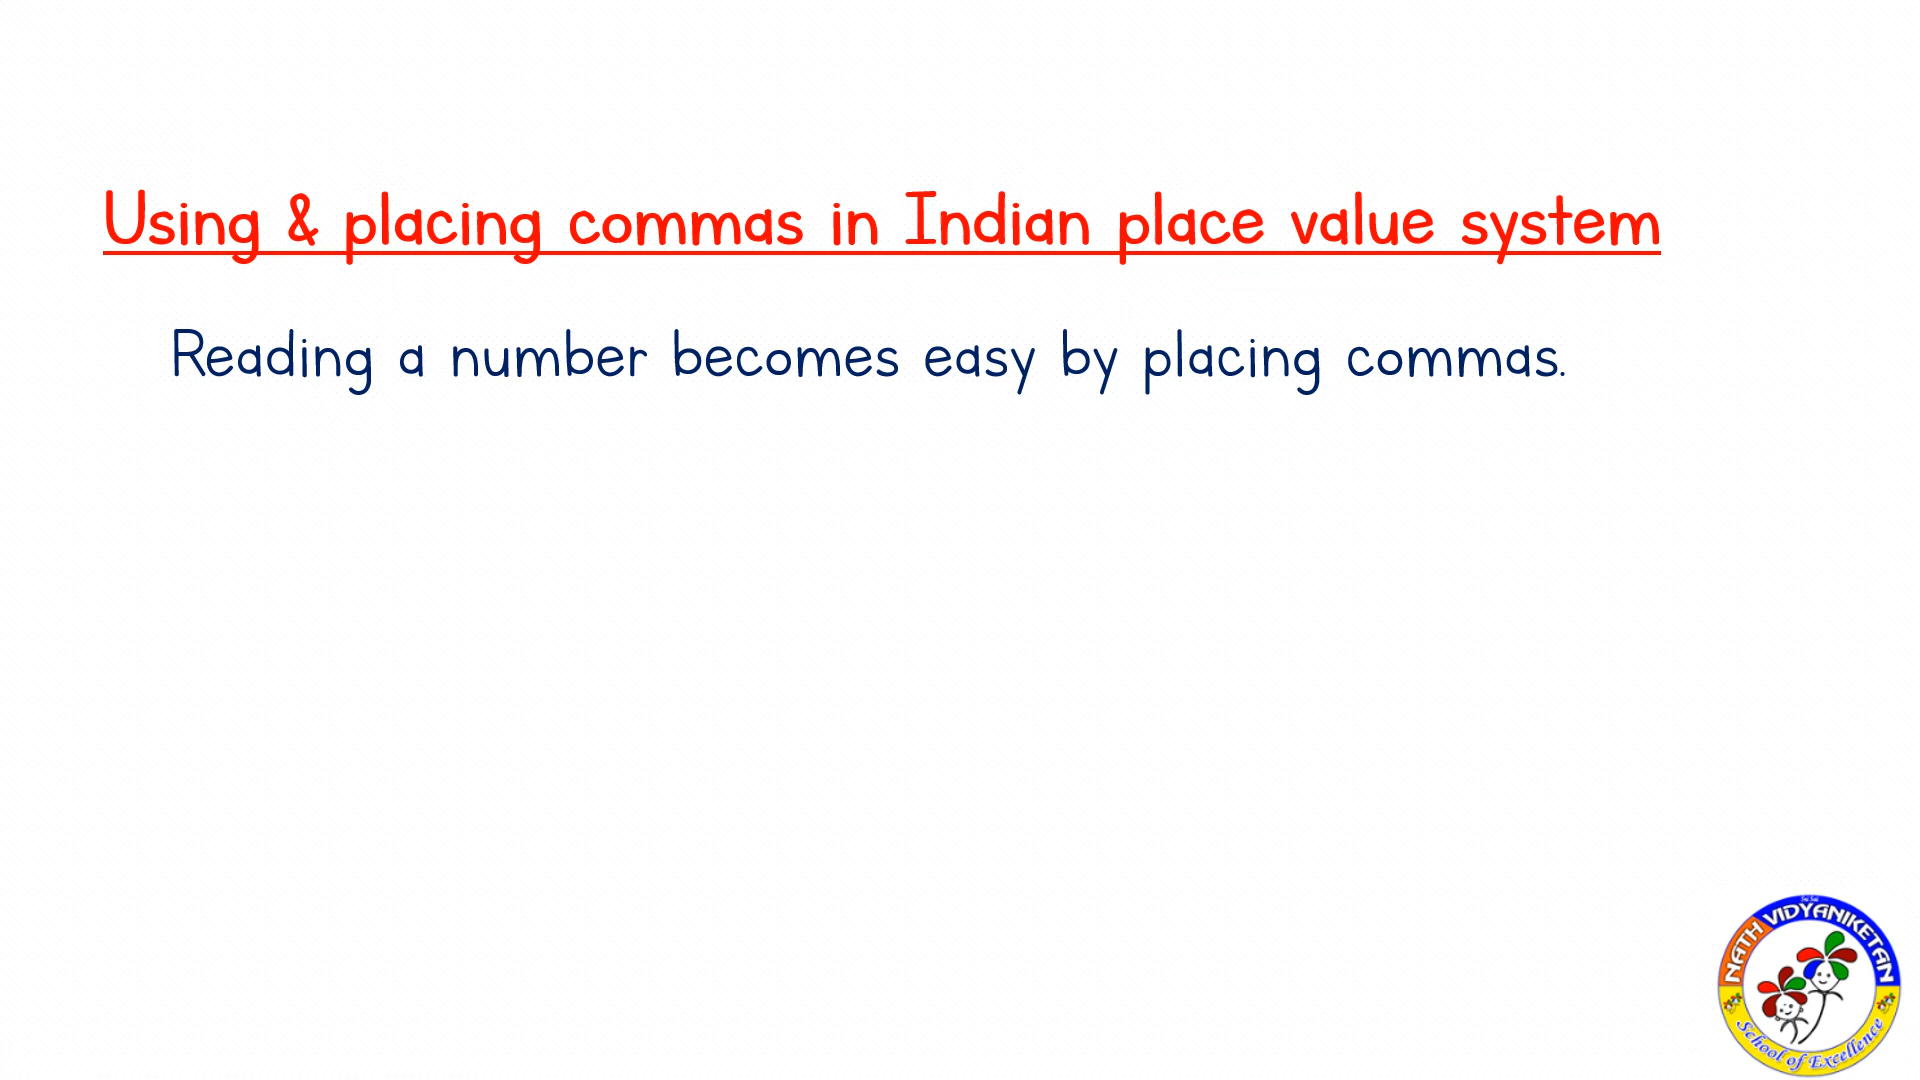 Using & placing commas in Indian place value system
Reading a number becomes easy by placing commas.
NATH VIDYANIKETAN
School of Excellence